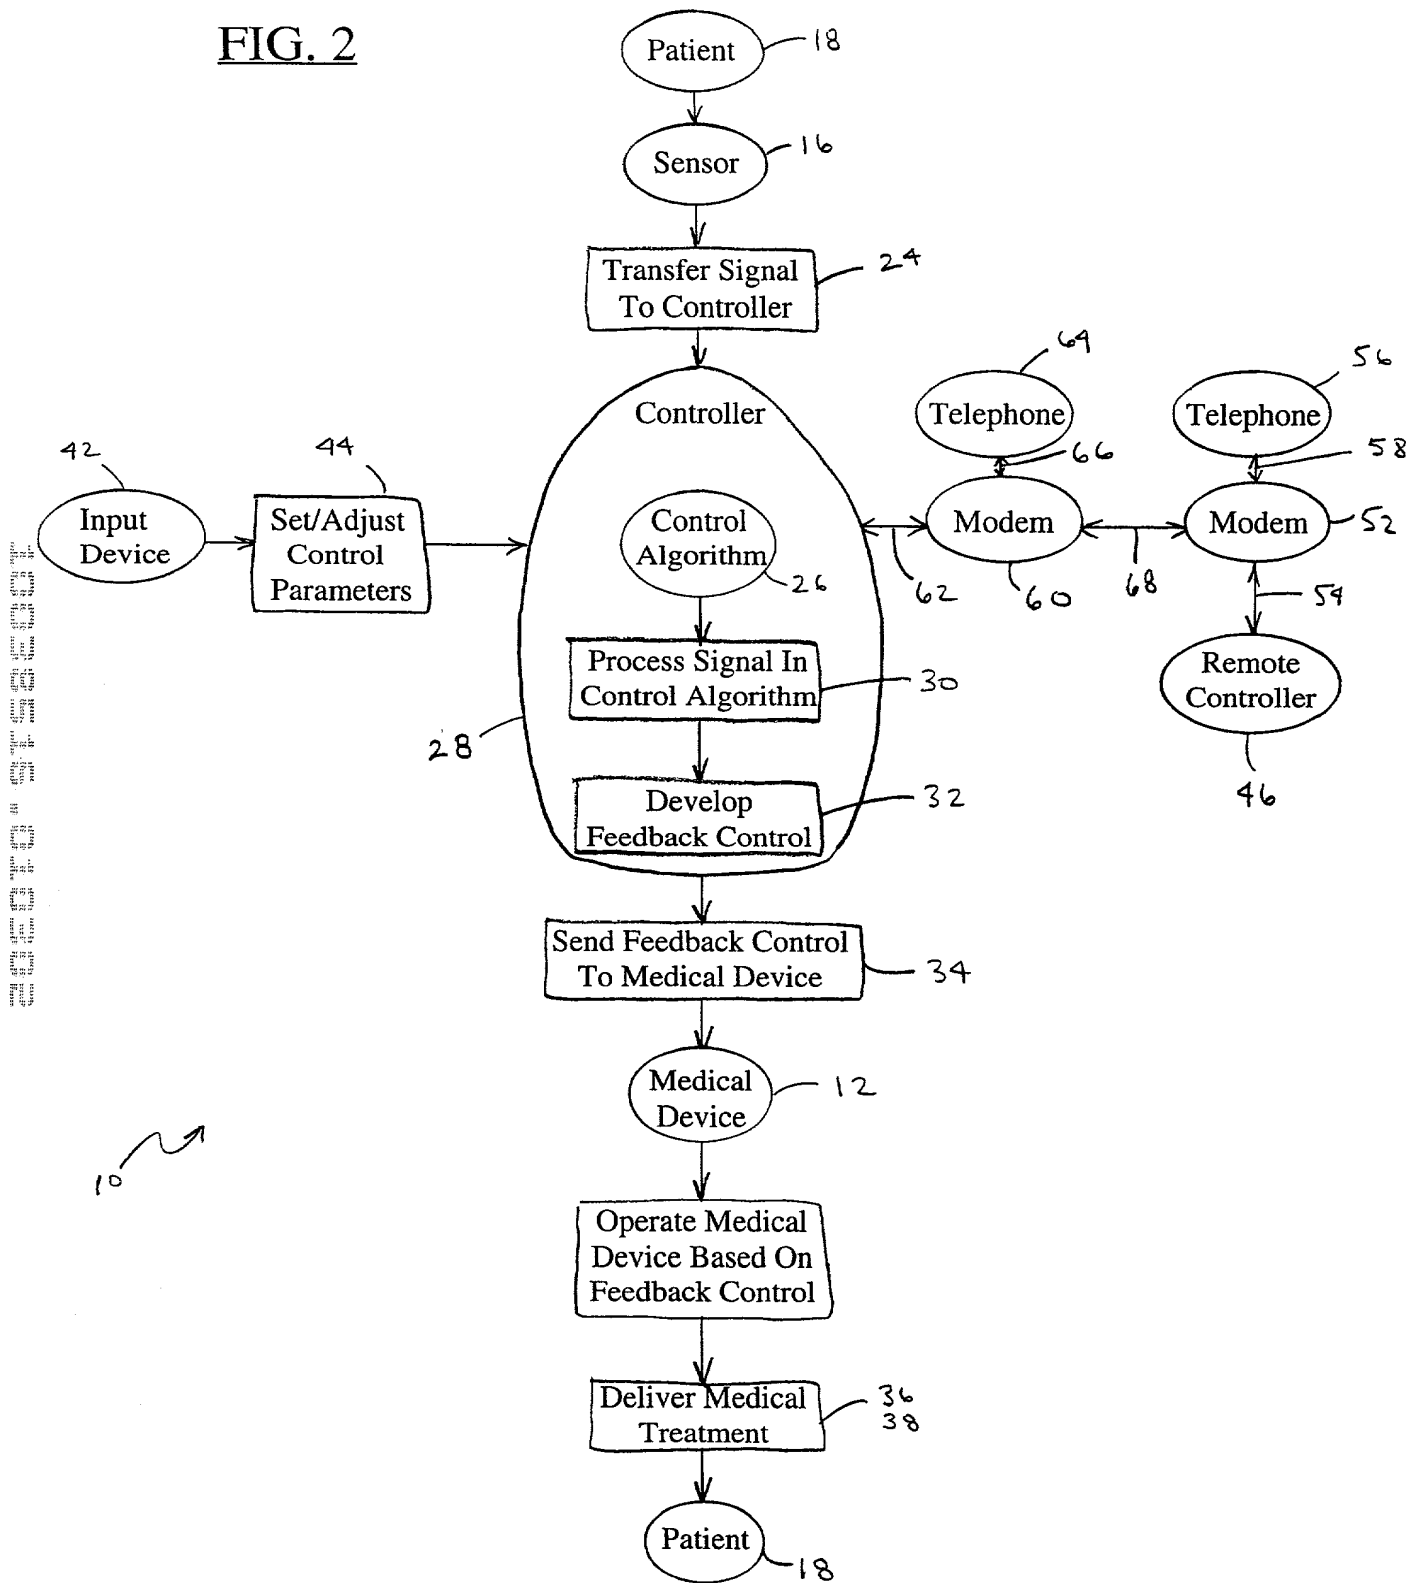 FIG. 2
Patient
18
Sensor
16
Transfer Signal
To Controller
24
Controller
28
Input
Device
42
Set/Adjust
Control
Parameters
44
Control
Algorithm
26
Process Signal In
Control Algorithm
30
Develop
Feedback Control
32
Telephone
64
66
Modem
60
62
68
Telephone
56
58
Modem
52
54
Remote
Controller
46
Send Feedback Control
To Medical Device
34
Medical
Device
12
10
Operate Medical
Device Based On
Feedback Control
Deliver Medical
Treatment
36
38
Patient
18